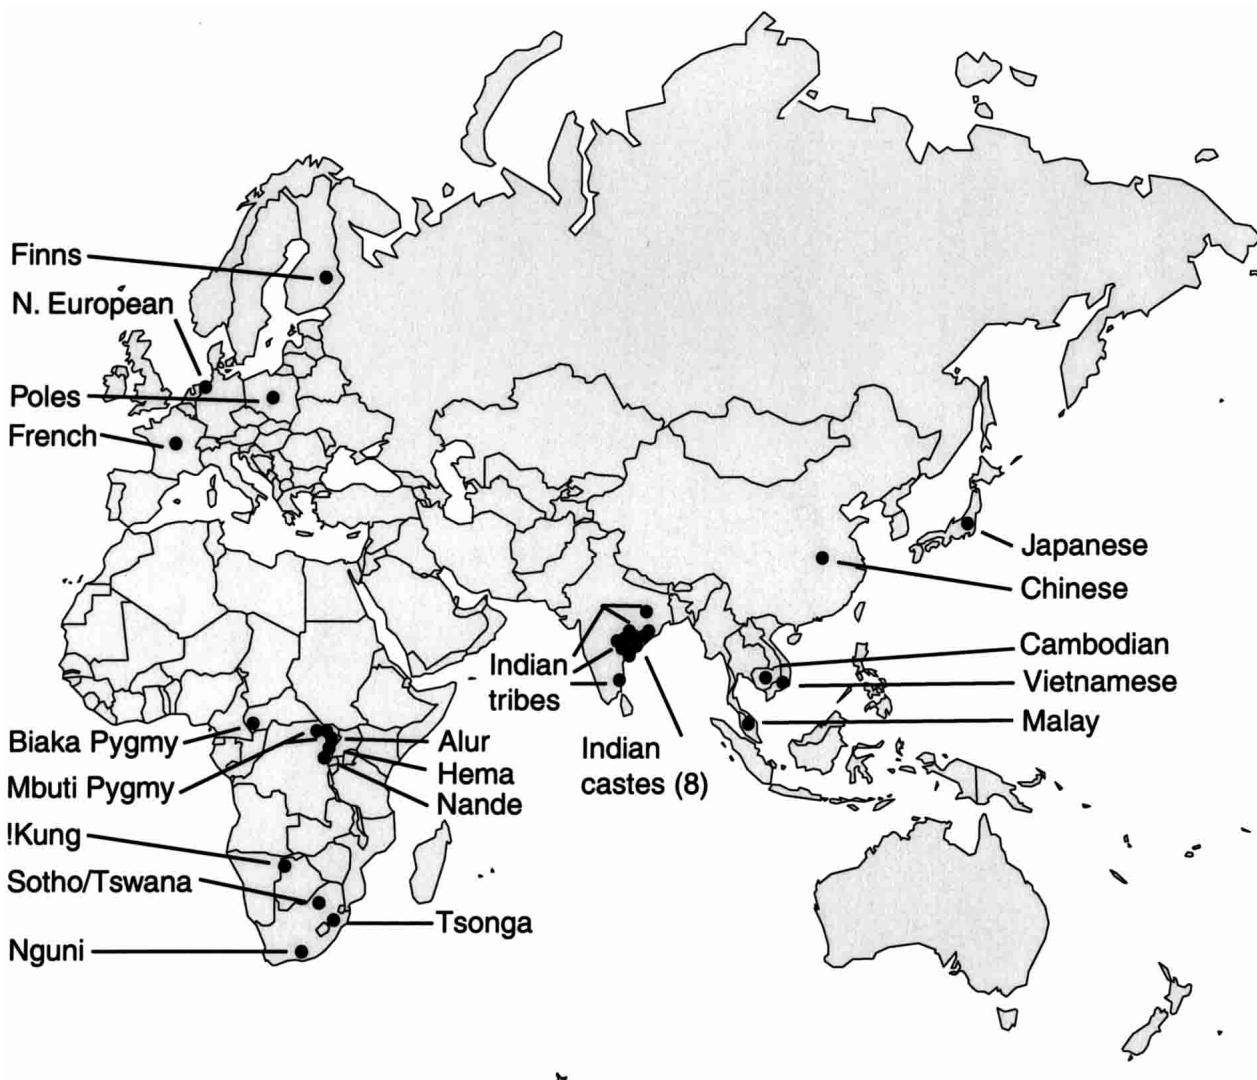 Finns
N. European
Poles
French
Japanese
Chinese
Cambodian
Vietnamese
Malay
Indian
tribes
Indian
castes (8)
Biaka Pygmy
Mbuti Pygmy
Alur
Hema
Nande
!Kung
Sotho/Tswana
Tsonga
Nguni